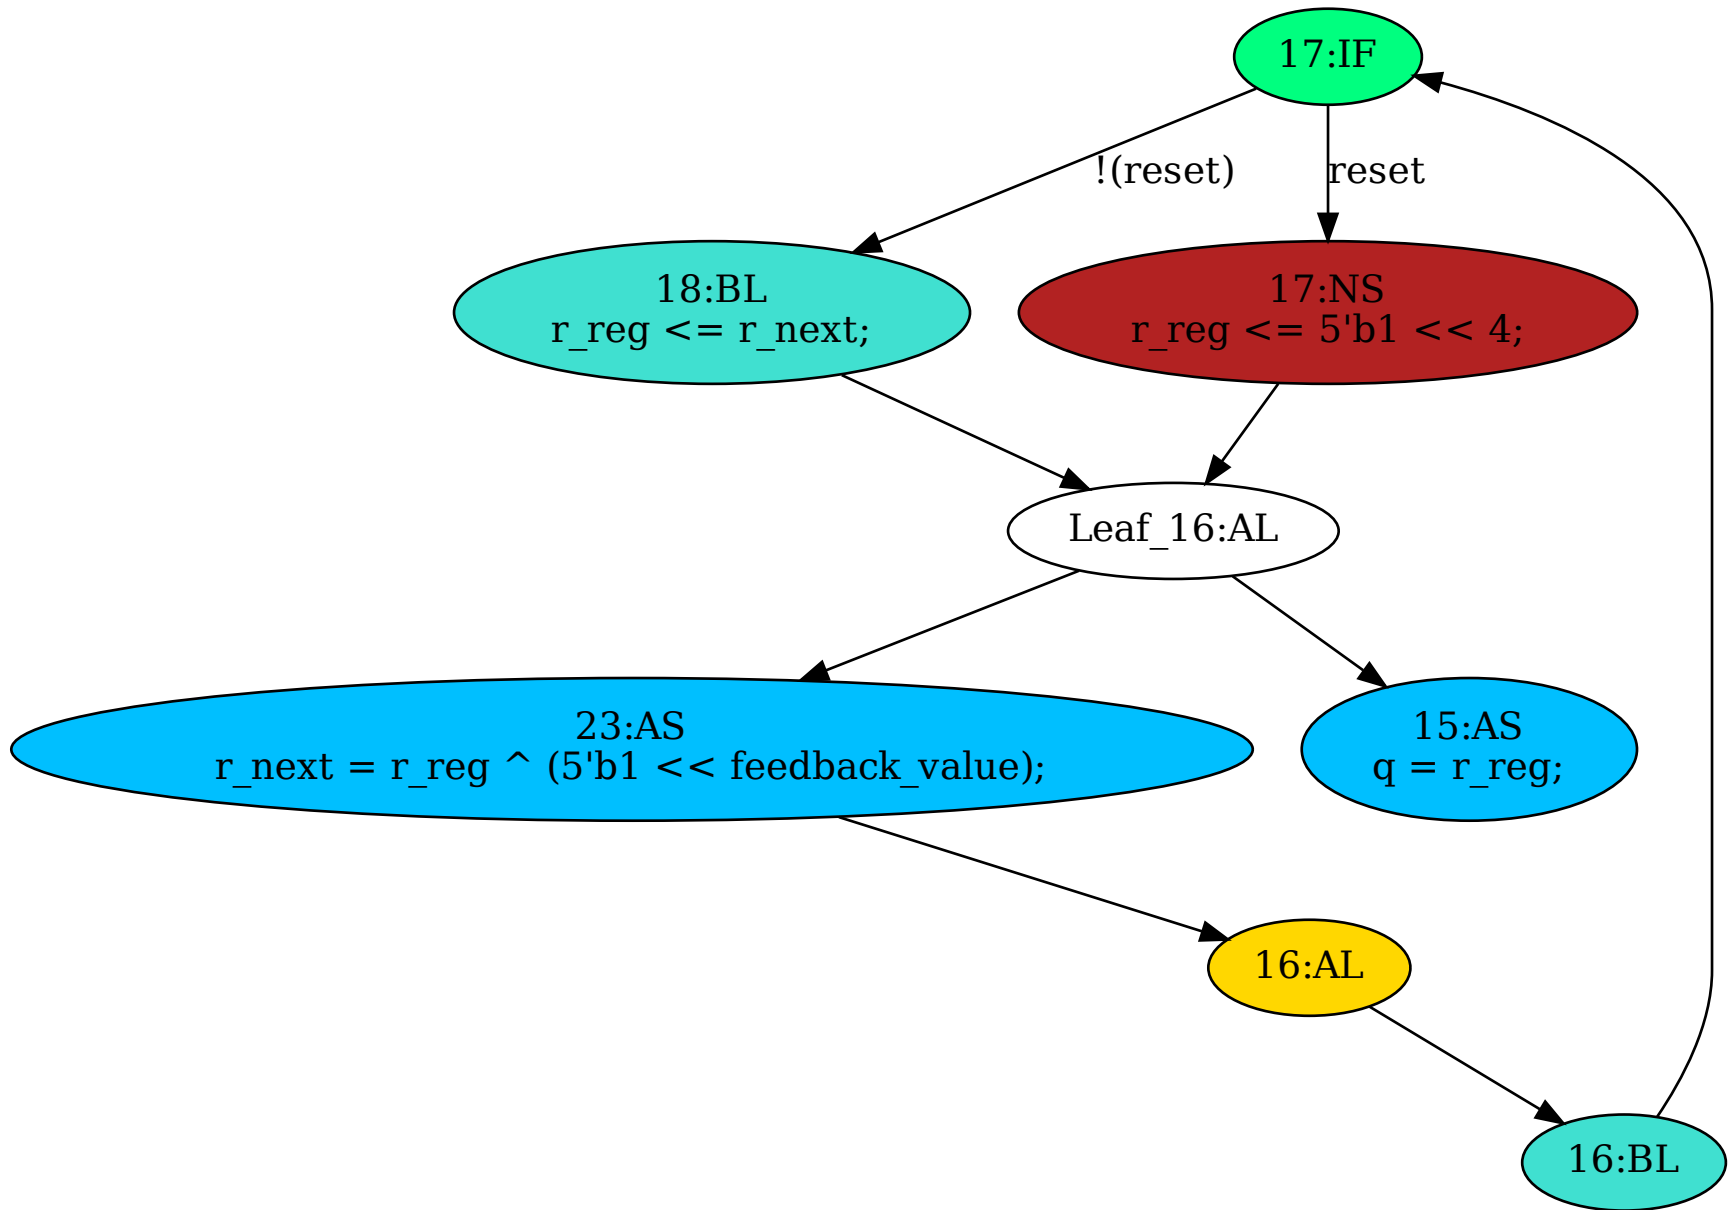 17:IF
!(reset)
reset
18:BL
r_reg <= r_next;
17:NS
r_reg <= 5'b1 << 4;
Leaf_16:AL
23:AS
r_next = r_reg ^ (5'b1 << feedback_value);
15:AS
q = r_reg;
16:AL
16:BL